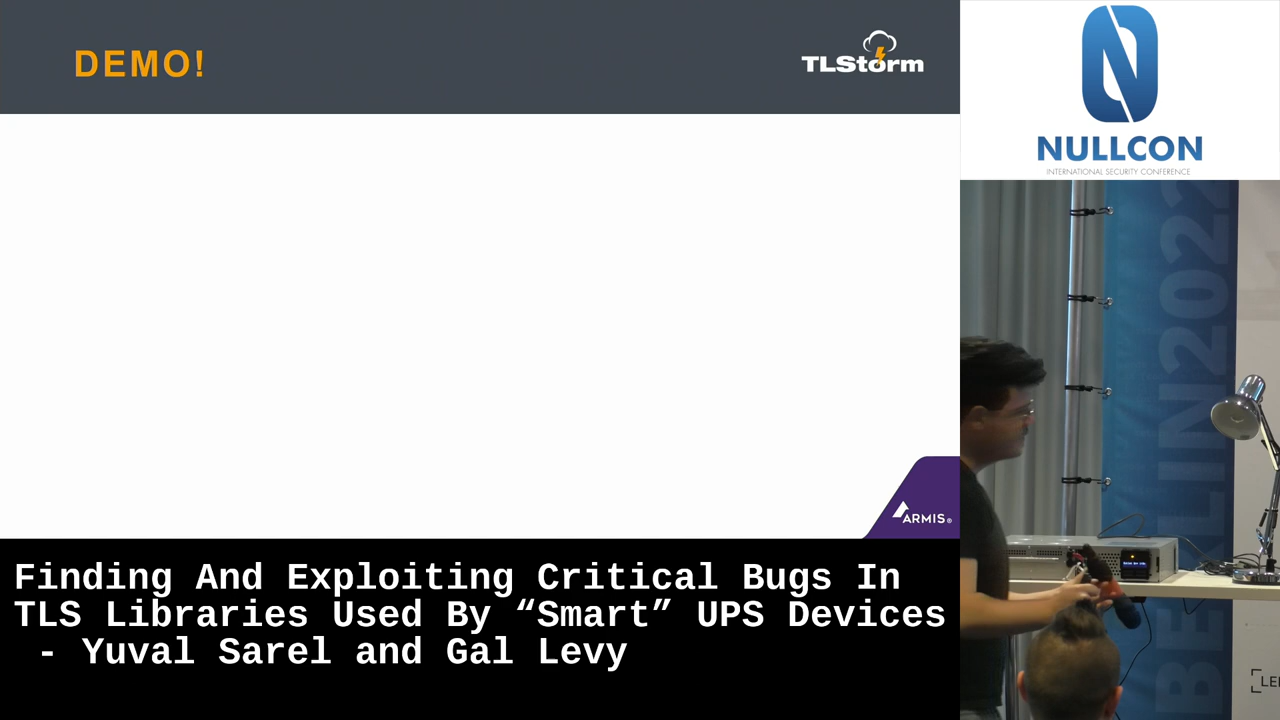 DEMO!
TLStorm
NULLCON
INTERNATIONAL SECURITY CONFERENCE
BERLIN2022
ARMIS®
Finding And Exploiting Critical Bugs In
TLS Libraries Used By “Smart” UPS Devices
- Yuval Sarel and Gal Levy